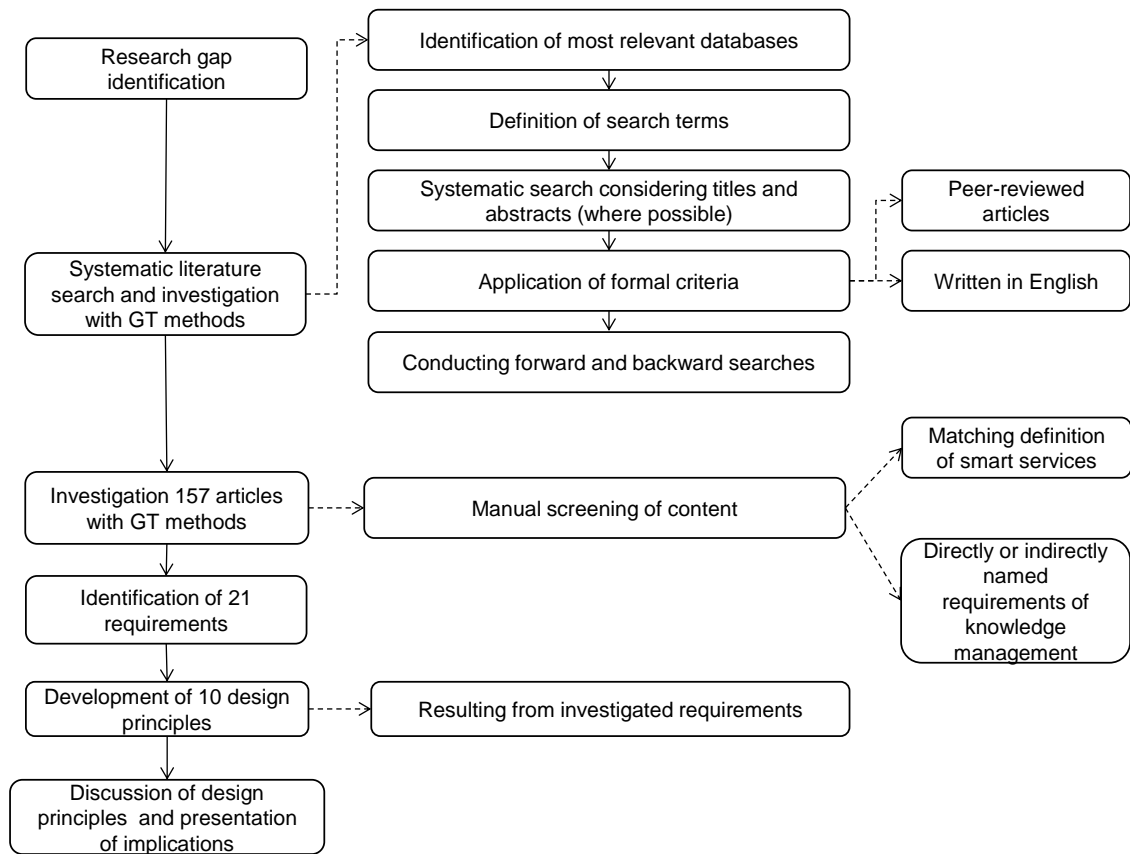 Research gap
identification
Systematic literature
search and investigation
with GT methods
Investigation 157 articles
with GT methods
Identification of 21
requirements
Development of 10 design
principles
Discussion of design
principles  and presentation
of implications
Identification of most relevant databases
Definition of search terms
Systematic search considering titles and
abstracts (where possible)
Application of formal criteria
Conducting forward and backward searches
Manual screening of content
Resulting from investigated requirements
Peer-reviewed
articles
Written in English
Matching definition
of smart services
Directly or indirectly
named
requirements of
knowledge
management